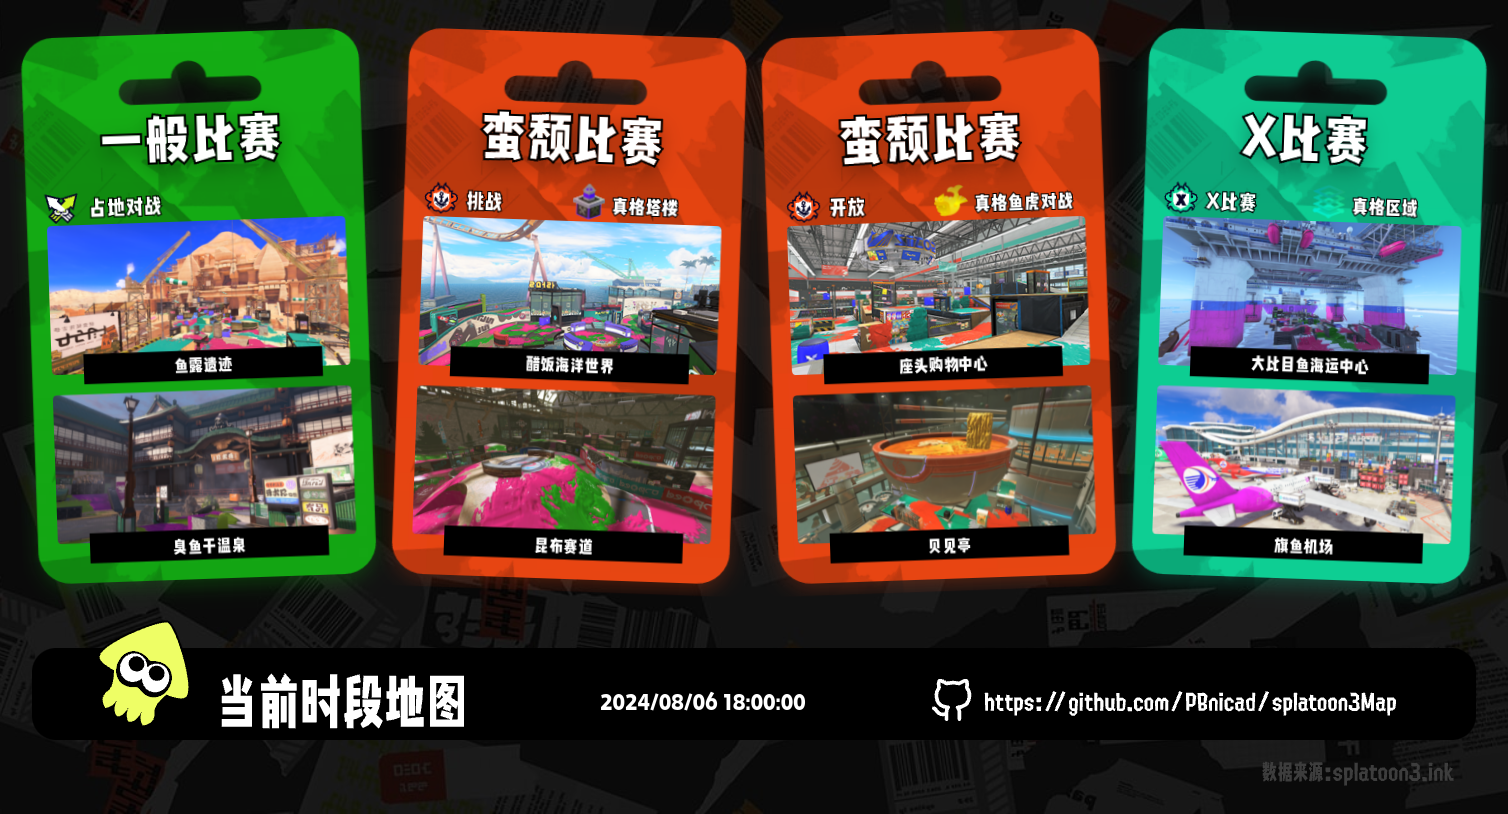 一般比赛
占地对战
鱼露遗迹
臭鱼干温泉
蛮颓比赛
挑战 真格塔楼
醋饭海洋世界
昆布赛道
蛮颓比赛
开放 真格鱼虎对战
座头购物中心
贝见亭
X比赛
X比赛 真格区域
大比目鱼海运中心
旗鱼机场
当前时段地图
2024/08/06 18:00:00
https://github.com/PBnicad/splatoon3Map
数据来源:splatoon3.ink